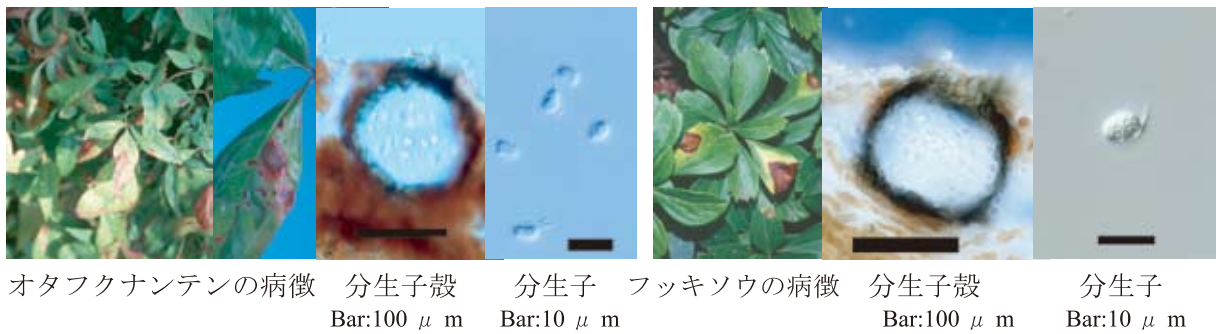 オタフクナンテンの病徴 分生子殻 分生子 フッキソウの病徴 分生子殻 分生子
Bar:100 μ m Bar:10 μ m Bar:100 μ m Bar:10 μ m